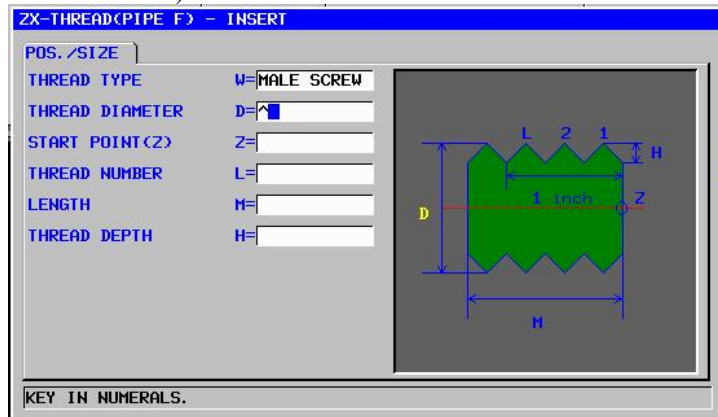 ZX-THREAD(PIPE F) - INSERT
POS./SIZE
THREAD TYPE W=MALE SCREW
THREAD DIAMETER D=^
START POINT(Z) Z=
THREAD NUMBER L=
LENGTH M=
THREAD DEPTH H=
L 2 1
H
1 inch Z
D
M
KEY IN NUMERALS.